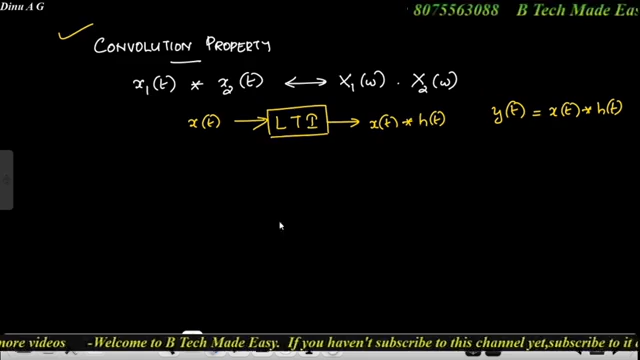 Dinu A G
8075563088 B Tech Made Easy.
CONVOLUTION PROPERTY
x₁(t) * x₂(t) ⟷ X₁(ω) . X₂(ω)
x(t) → LTI → x(t) * h(t)
y(t) = x(t) * h(t)
more videos -Welcome to B Tech Made Easy. If you haven't subscribe to this channel yet,subscribe to it